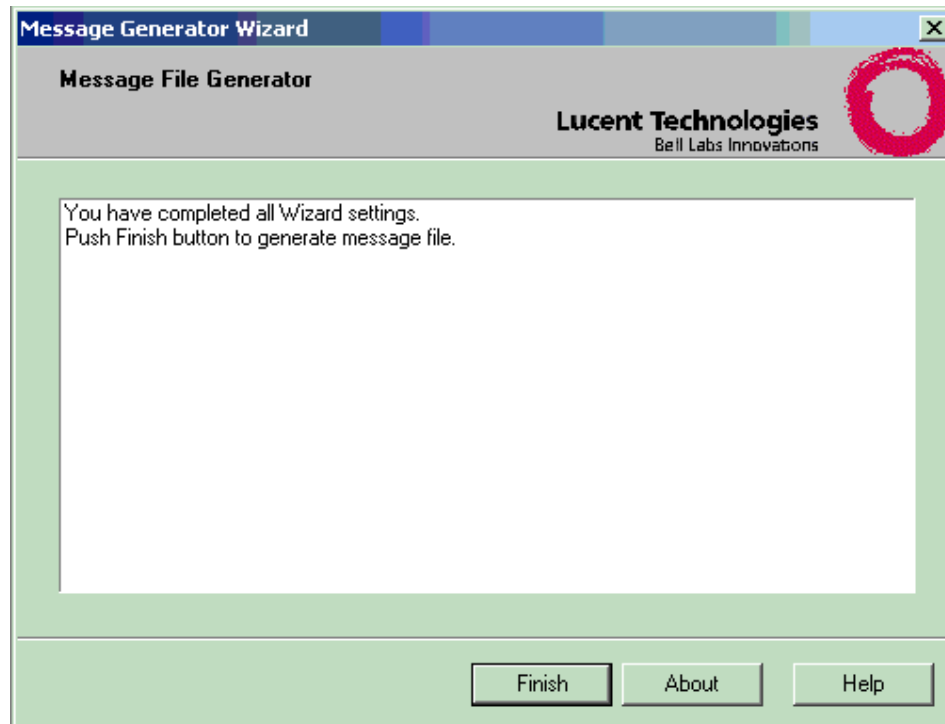 Message Generator Wizard
Message File Generator
Lucent Technologies
Bell Labs Innovations
You have completed all Wizard settings.
Push Finish button to generate message file.
Finish
About
Help